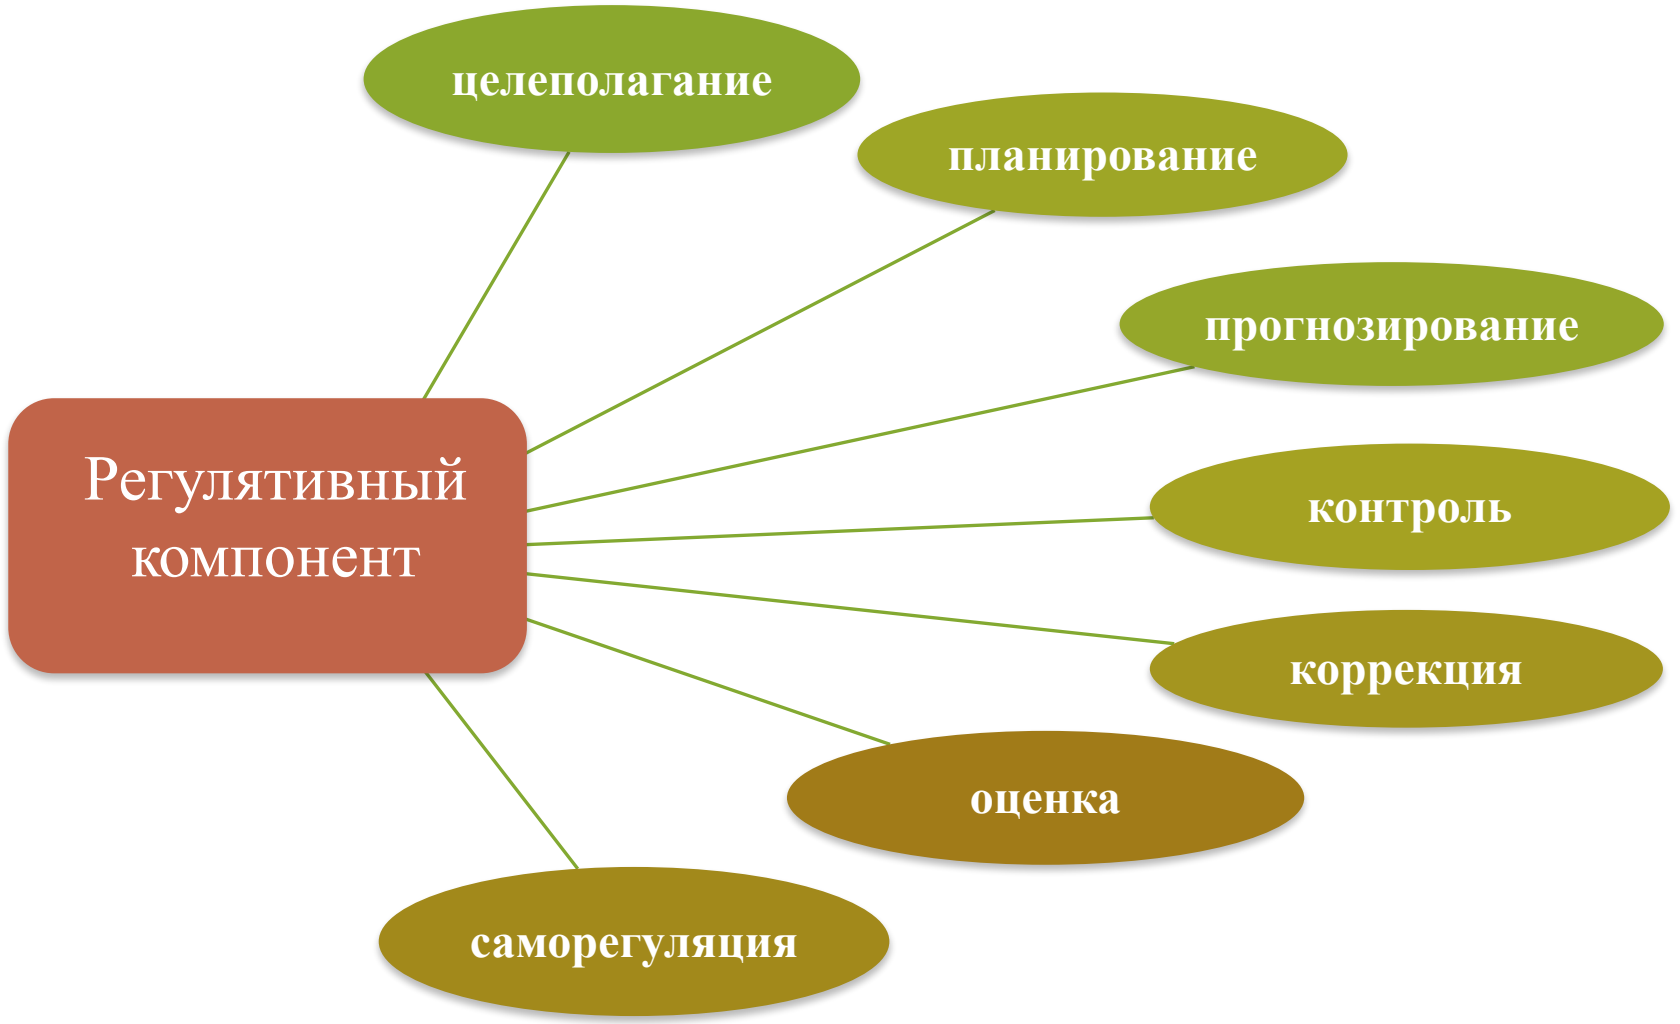 целеполагание
планирование
прогнозирование
Регулятивный
компонент
контроль
коррекция
оценка
саморегуляция